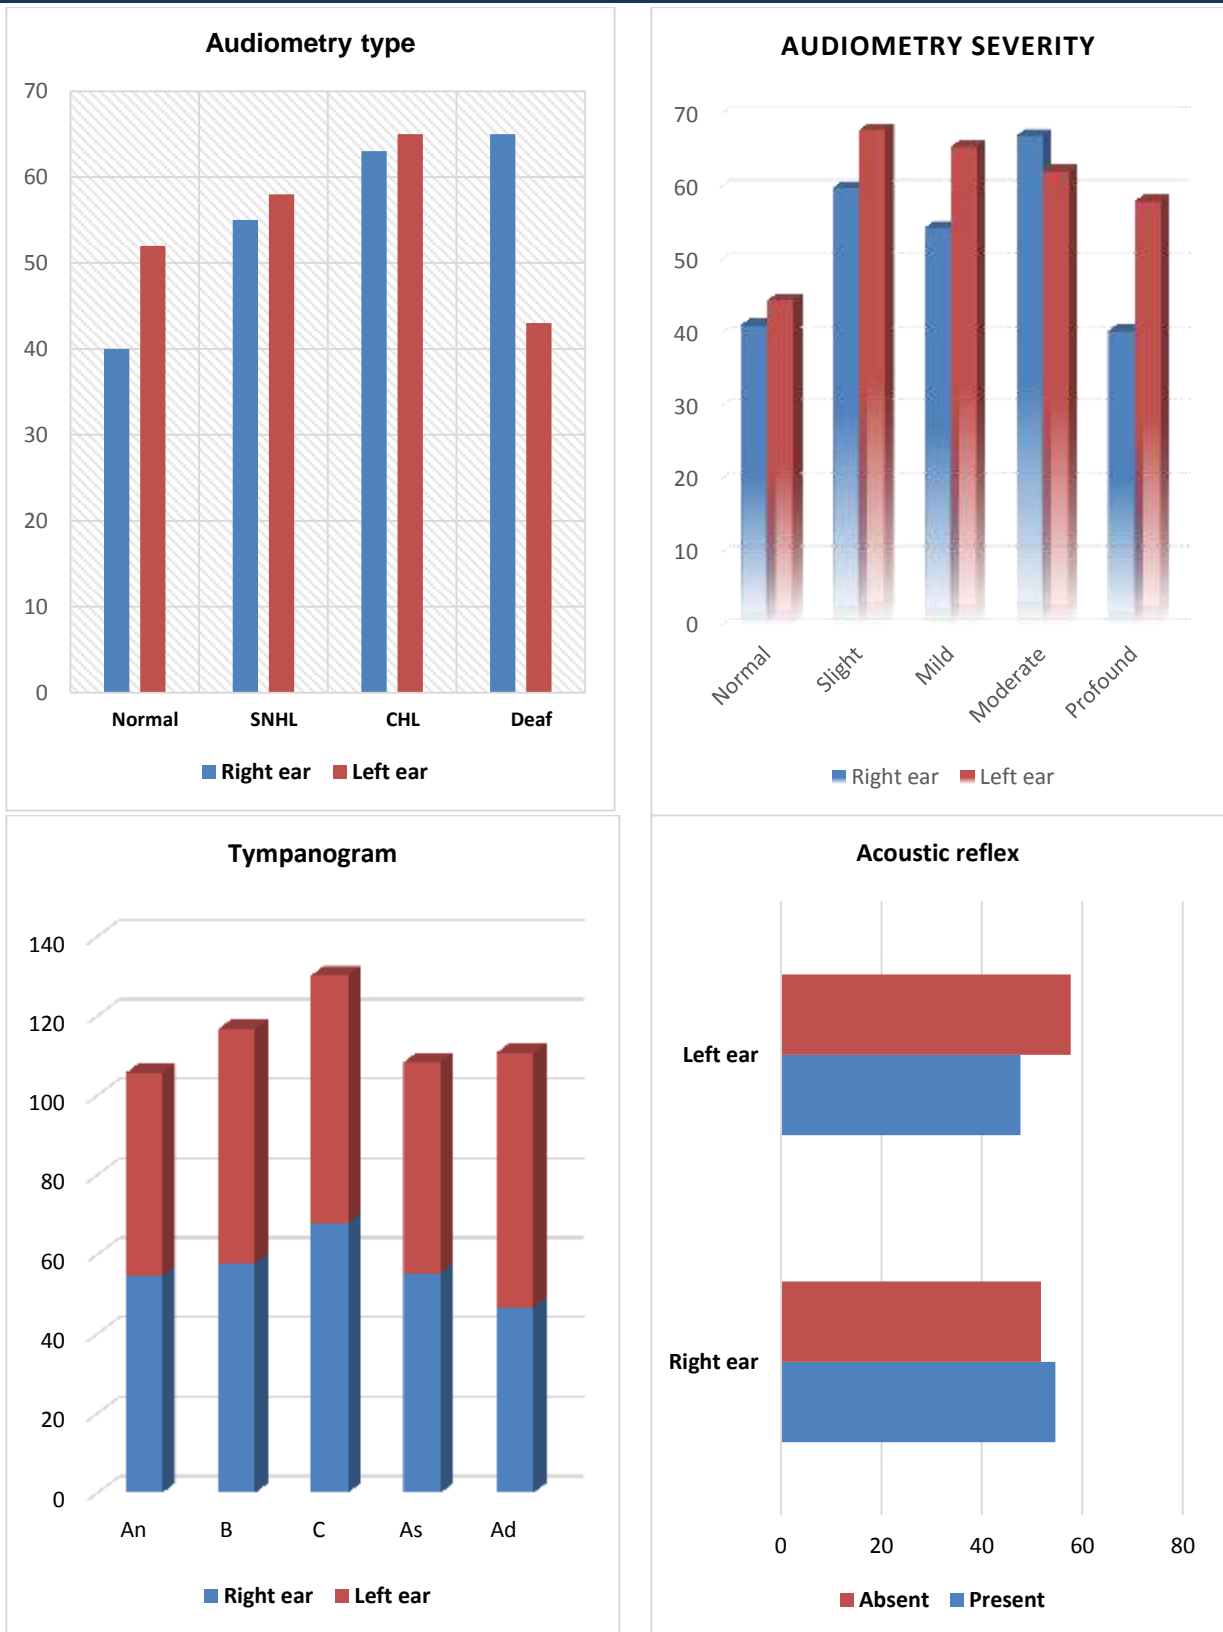 Audiometry type
70
60
50
40
30
20
10
0
Normal SNHL CHL Deaf
Right ear Left ear
AUDIOMETRY SEVERITY
70
60
50
40
30
20
10
0
Normal Slight Mild Moderate Profound
Right ear Left ear
Tympanogram
140
120
100
80
60
40
20
0
An B C As Ad
Right ear Left ear
Acoustic reflex
Left ear
Right ear
0 20 40 60 80
Absent Present